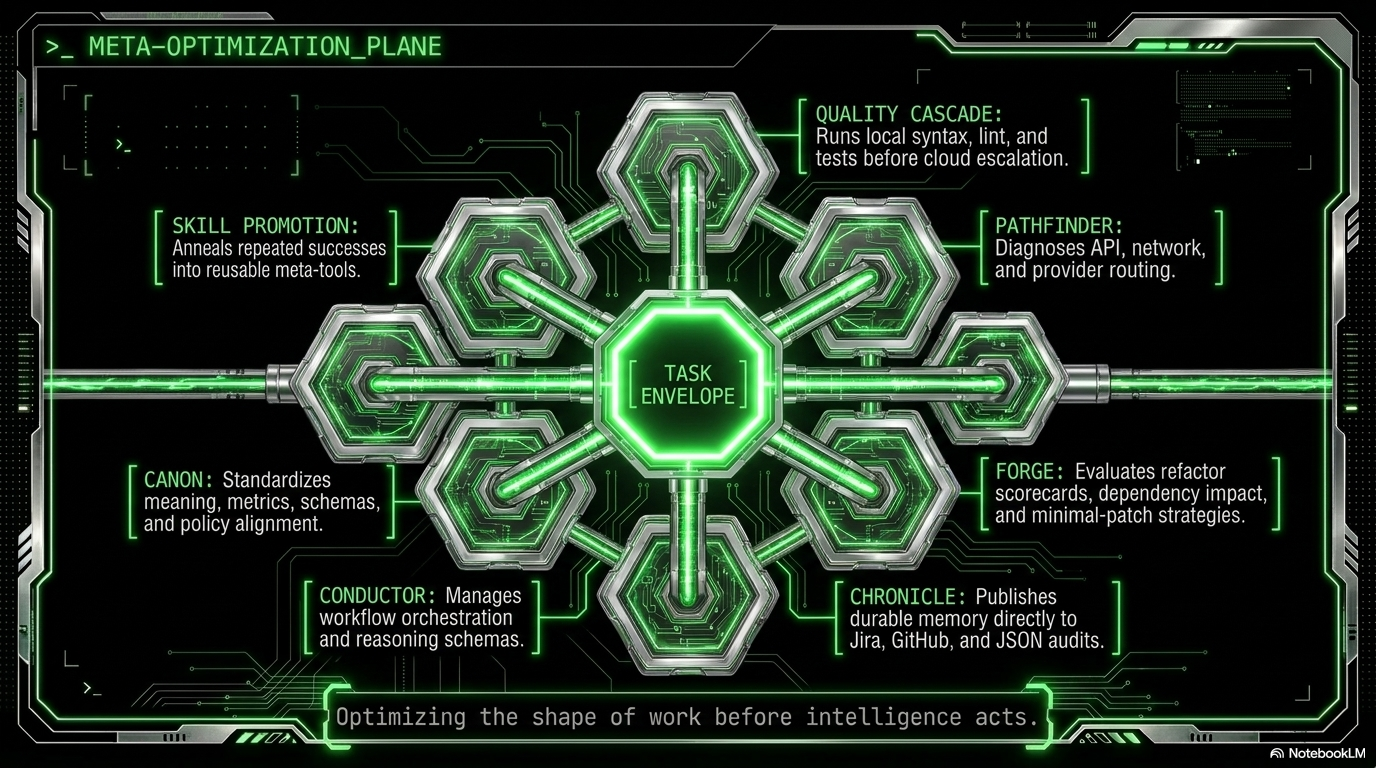 >_ META-OPTIMIZATION_PLANE
>_
QUALITY CASCADE:
Runs local syntax, lint, and
tests before cloud escalation.
SKILL PROMOTION:
Anneals repeated successes
into reusable meta-tools.
PATHFINDER:
Diagnoses API, network,
and provider routing.
TASK
ENVELOPE
CANON: Standardizes
meaning, metrics, schemas,
and policy alignment.
FORGE: Evaluates refactor
scorecards, dependency impact,
and minimal-patch strategies.
CONDUCTOR: Manages
workflow orchestration
and reasoning schemas.
CHRONICLE: Publishes
durable memory directly to
Jira, GitHub, and JSON audits.
>_
Optimizing the shape of work before intelligence acts.
NotebookLM